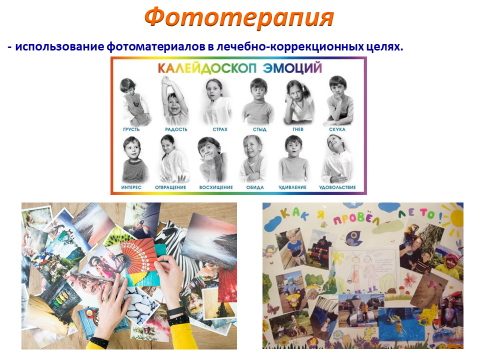 Фототерапия
- использование фотоматериалов в лечебно-коррекционных целях.
КАЛЕЙДОСКОП ЭМОЦИЙ
ГРУСТЬ РАДОСТЬ СТРАХ СТЫД ГНЕВ СКУКА
ИНТЕРЕС ОТВРАЩЕНИЕ ВОСХИЩЕНИЕ ОБИДА УДИВЛЕНИЕ УДОВОЛЬСТВИЕ
КАК Я ПРОВЁЛ ЛЕТО!